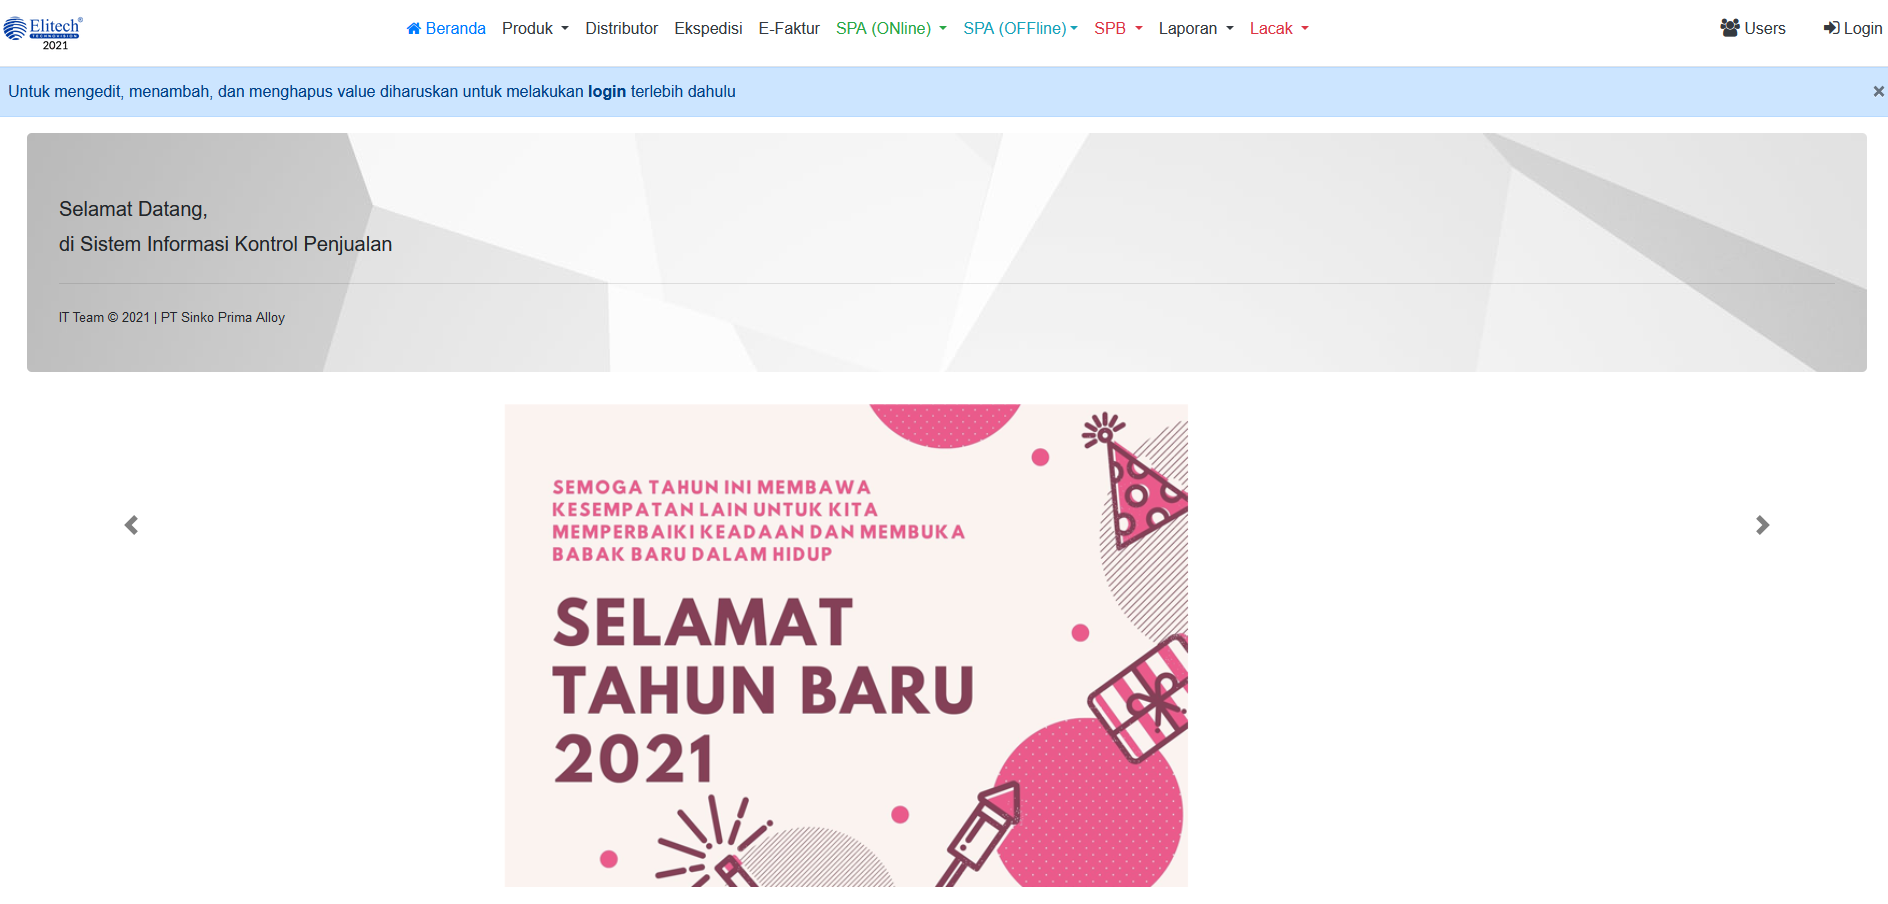 Elitech®
TECHNOVISION
2021
Beranda
Produk
Distributor
Ekspedisi
E-Faktur
SPA (ONline)
SPA (OFFline)
SPB
Laporan
Lacak
Users
Login
Untuk mengedit, menambah, dan menghapus value diharuskan untuk melakukan login terlebih dahulu
×
Selamat Datang,
di Sistem Informasi Kontrol Penjualan
IT Team © 2021 | PT Sinko Prima Alloy
SEMOGA TAHUN INI MEMBAWA
KESEMPATAN LAIN UNTUK KITA
MEMPERBAIKI KEADAAN DAN MEMBUKA
BABAK BARU DALAM HIDUP
SELAMAT
TAHUN BARU
2021